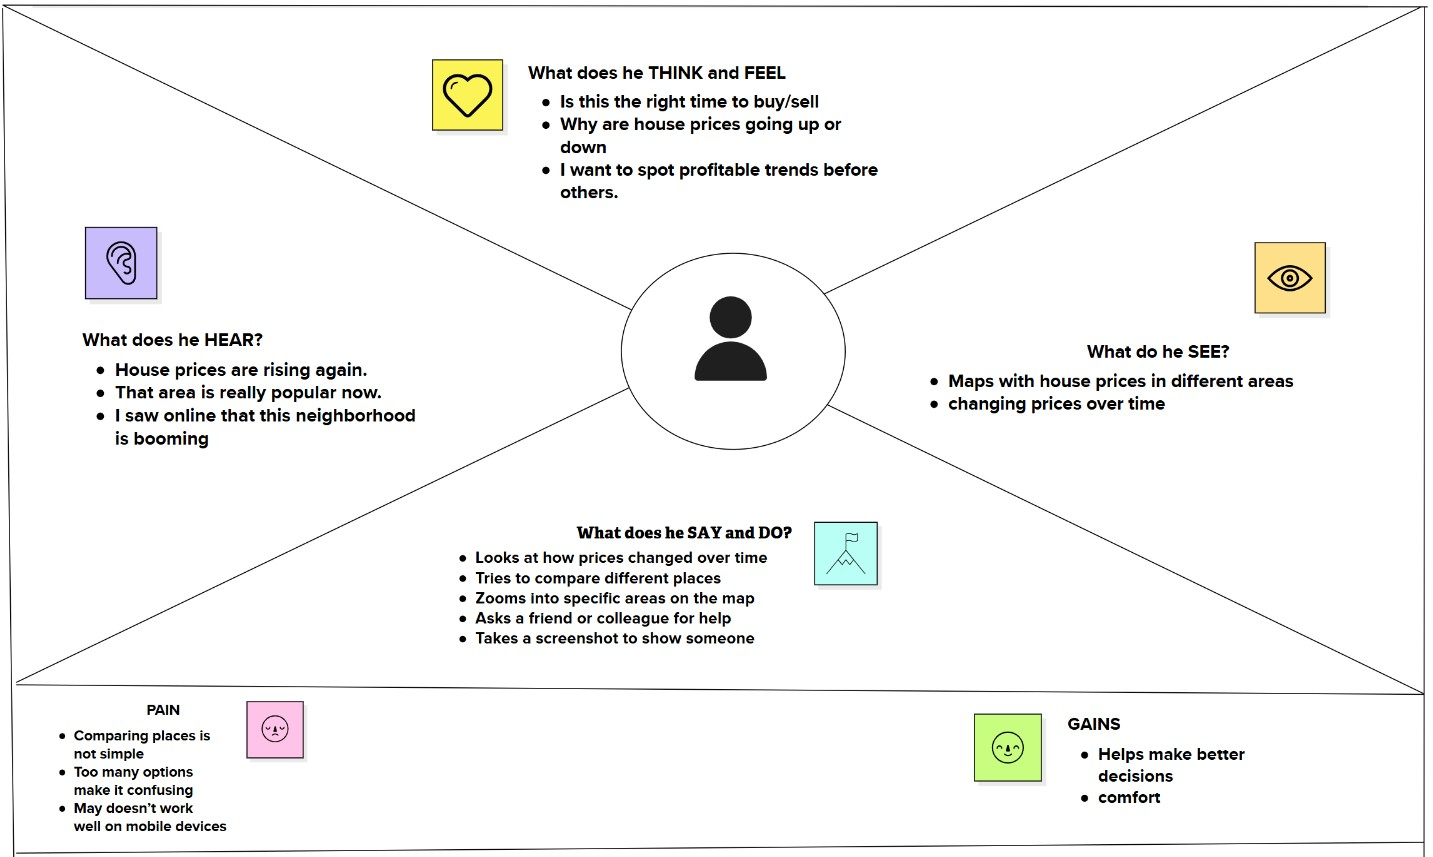 What does he THINK and FEEL
● Is this the right time to buy/sell
● Why are house prices going up or
down
● I want to spot profitable trends before
others.
What does he HEAR?
● House prices are rising again.
● That area is really popular now.
● I saw online that this neighborhood
is booming
What do he SEE?
● Maps with house prices in different areas
● changing prices over time
What does he SAY and DO?
● Looks at how prices changed over time
● Tries to compare different places
● Zooms into specific areas on the map
● Asks a friend or colleague for help
● Takes a screenshot to show someone
PAIN
● Comparing places is
not simple
● Too many options
make it confusing
● May doesn't work
well on mobile devices
GAINS
● Helps make better
decisions
● comfort